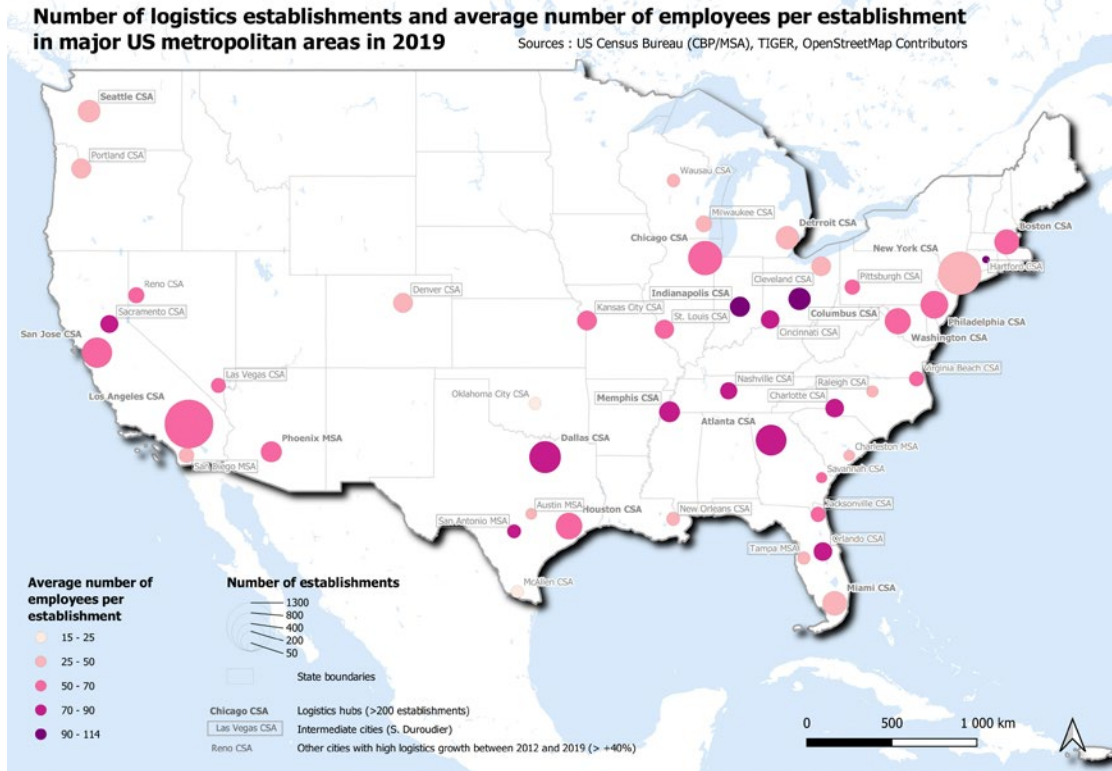 Number of logistics establishments and average number of employees per establishment
in major US metropolitan areas in 2019
Sources : US Census Bureau (CBP/MSA), TIGER, OpenStreetMap Contributors
Seattle CSA
Portland CSA
Wausau CSA
Milwaukee CSA
Detrroit CSA
Boston CSA
Chicago CSA
New York CSA
Hartford CSA
Cleveland CSA
Pittsburgh CSA
Reno CSA
Denver CSA
Indianapolis CSA
Sacramento CSA
Kansas City CSA
St. Louis CSA
Columbus CSA
Philadelphia CSA
San Jose CSA
Cincinnati CSA
Washington CSA
Las Vegas CSA
Virginia Beach CSA
Nashville CSA
Raleigh CSA
Oklahoma City CSA
Los Angeles CSA
Memphis CSA
Charlotte CSA
Atlanta CSA
Phoenix MSA
Dallas CSA
Charleston MSA
San Diego MSA
Savannah CSA
Austin MSA
Houston CSA
New Orleans CSA
Jacksonville CSA
San Antonio MSA
Orlando CSA
Tampa MSA
McAllen CSA
Miami CSA
Average number of
employees per
establishment
15 - 25
25 - 50
50 - 70
70 - 90
90 - 114
Number of establishments
1300
800
400
200
50
State boundaries
Chicago CSA Logistics hubs (>200 establishments)
Las Vegas CSA Intermediate cities (S. Duroudier)
Reno CSA Other cities with high logistics growth between 2012 and 2019 (> +40%)
0 500 1 000 km